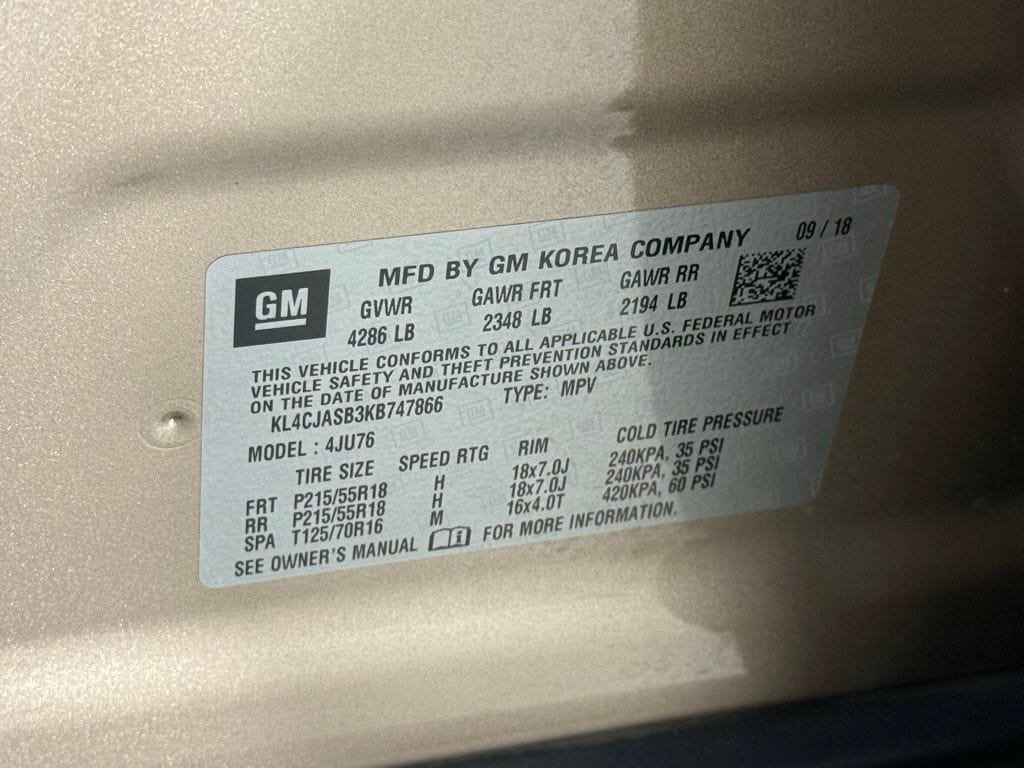 GM
MFD BY GM KOREA COMPANY 09 / 18
GVWR GAWR FRT GAWR RR
4286 LB 2348 LB 2194 LB
THIS VEHICLE CONFORMS TO ALL APPLICABLE U.S. FEDERAL MOTOR
VEHICLE SAFETY AND THEFT PREVENTION STANDARDS IN EFFECT
ON THE DATE OF MANUFACTURE SHOWN ABOVE.
KL4CJASB3KB747866 TYPE: MPV
MODEL : 4JU76
TIRE SIZE SPEED RTG RIM COLD TIRE PRESSURE
FRT P215/55R18 H 18x7.0J 240KPA, 35 PSI
RR P215/55R18 H 18x7.0J 240KPA, 35 PSI
SPA T125/70R16 M 16x4.0T 420KPA, 60 PSI
SEE OWNER'S MANUAL i FOR MORE INFORMATION.